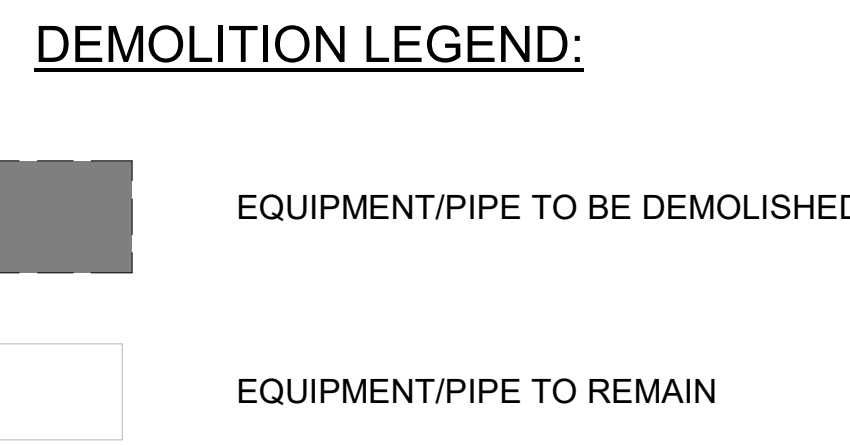 DEMOLITION LEGEND:
EQUIPMENT/PIPE TO BE DEMOLISHED
EQUIPMENT/PIPE TO REMAIN